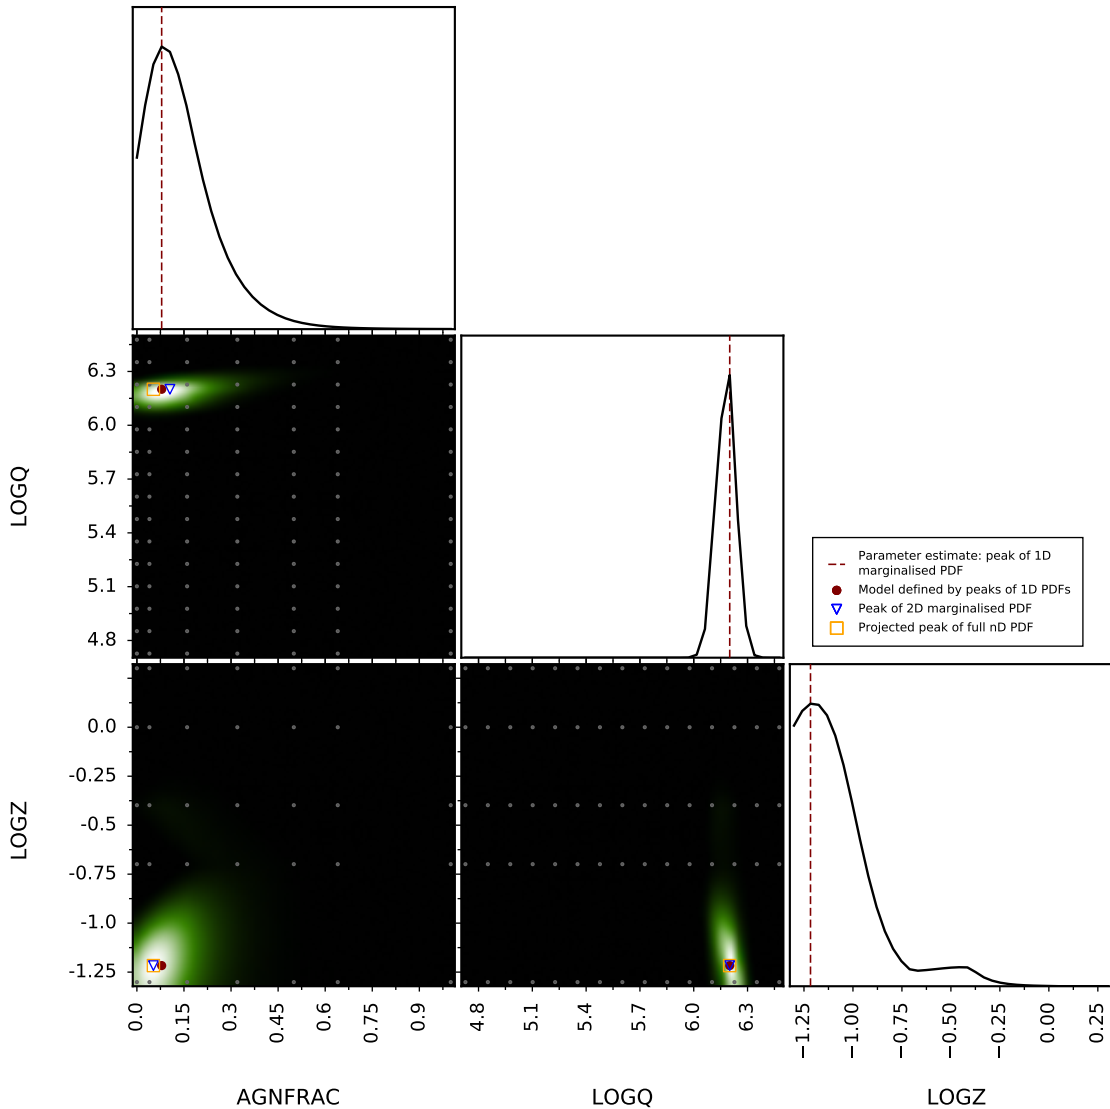 6.3
6.0
5.7
5.4
5.1
4.8
LOGQ
Parameter estimate: peak of 1D
marginalised PDF
Model defined by peaks of 1D PDFs
Peak of 2D marginalised PDF
Projected peak of full nD PDF
0.0
-0.25
-0.5
-0.75
-1.0
-1.25
LOGZ
0.0 0.15 0.3 0.45 0.6 0.75 0.9
4.8 5.1 5.4 5.7 6.0 6.3
−1.25 −1.00 −0.75 −0.50 −0.25 0.00 0.25
AGNFRAC LOGQ LOGZ